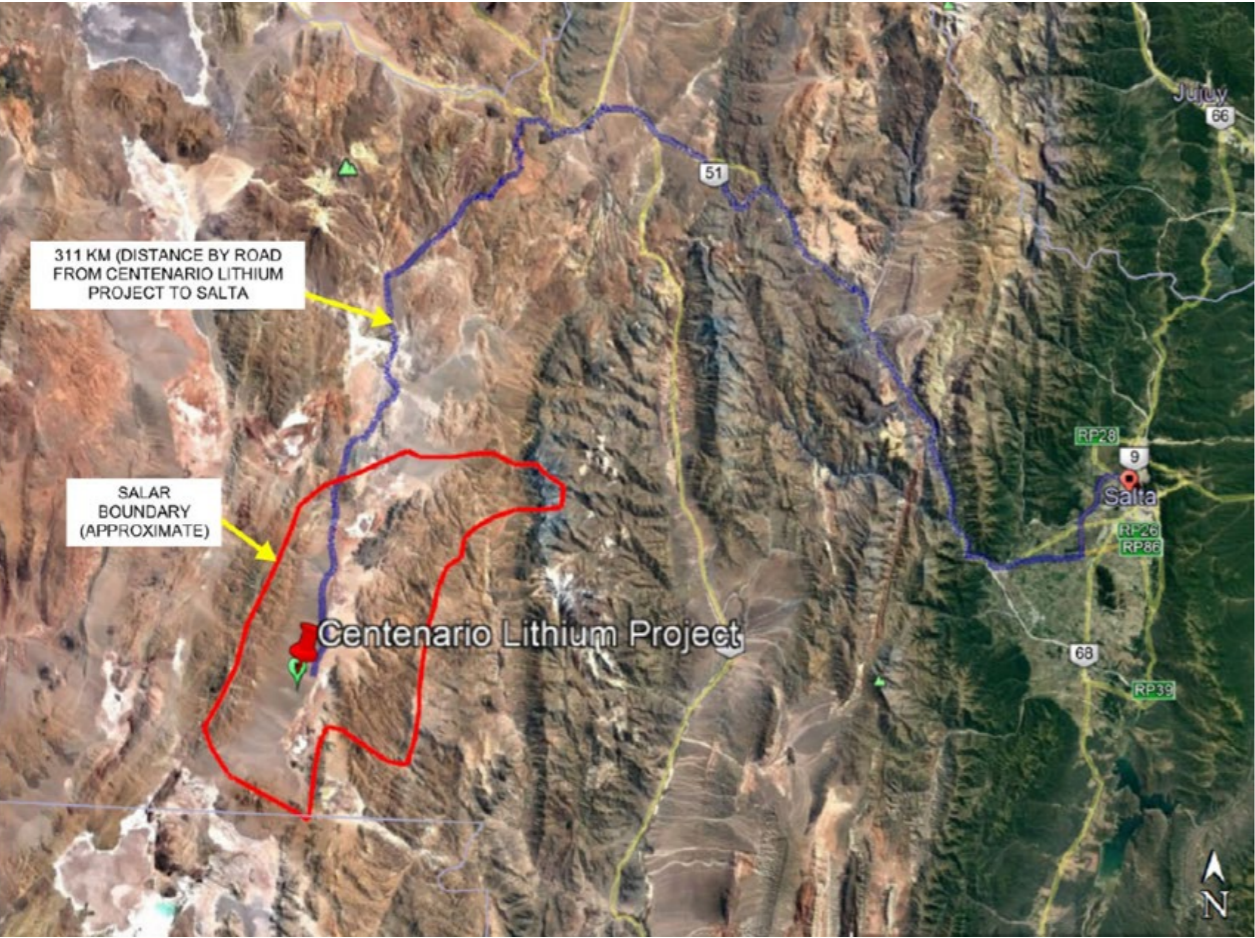 Jujuy
66
51
311 KM (DISTANCE BY ROAD
FROM CENTENARIO LITHIUM
PROJECT TO SALTA
RP28
9
Salta
SALAR
BOUNDARY
(APPROXIMATE)
RP26
RP86
Centenario Lithium Project
68
RP39
N